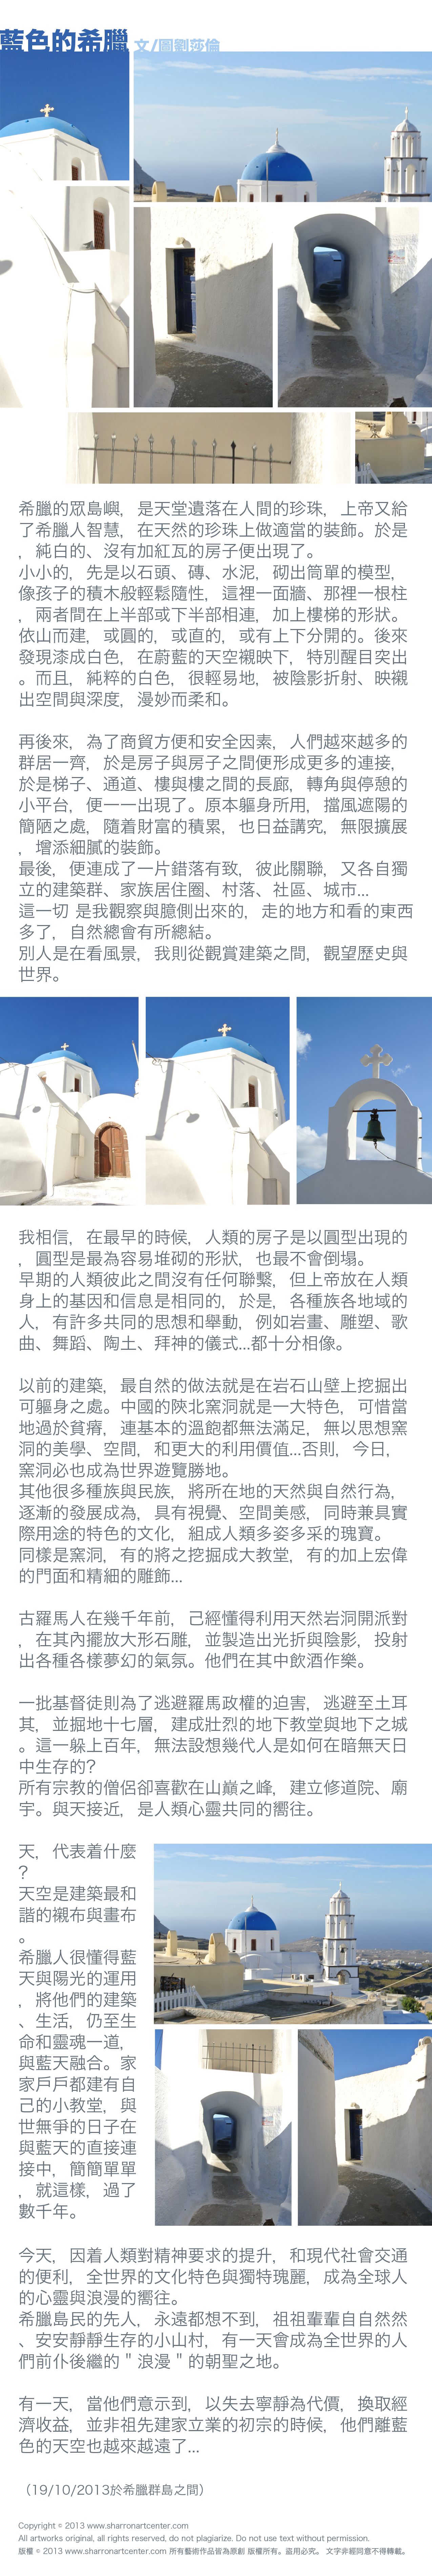 藍色的希臘 文/圖劉莎倫
希臘的眾島嶼，是天堂遺落在人間的珍珠，上帝又給
了希臘人智慧，在天然的珍珠上做適當的裝飾。於是
，純白的、沒有加紅瓦的房子便出現了。
小小的，先是以石頭、磚、水泥，砌出簡單的模型，
像孩子的積木般輕鬆隨性，這裡一面牆、那裡一根柱
，兩者間在上半部或下半部相連，加上樓梯的形狀。
依山而建，或圓的，或直的，或有上下分開的。後來
發現漆成白色，在蔚藍的天空襯映下，特別醒目突出
。而且，純粹的白色，很輕易地，被陰影折射、映襯
出空間與深度，漫妙而柔和。
再後來，為了商貿方便和安全因素，人們越來越多的
群居一齊，於是房子與房子之間便形成更多的連接，
於是梯子、通道、樓與樓之間的長廊，轉角與停憩的
小平台，便一一出現了。原本軀身所用，擋風遮陽的
簡陋之處，隨着財富的積累，也日益講究，無限擴展
，增添細膩的裝飾。
最後，便連成了一片錯落有致，彼此關聯，又各自獨
立的建築群、家族居住圈、村落、社區、城市...
這一切 是我觀察與臆側出來的，走的地方和看的東西
多了，自然總會有所總結。
別人是在看風景，我則從觀賞建築之間，觀望歷史與
世界。
我相信，在最早的時候，人類的房子是以圓型出現的
，圓型是最為容易堆砌的形狀，也最不會倒塌。
早期的人類彼此之間沒有任何聯繫，但上帝放在人類
身上的基因和信息是相同的，於是，各種族各地域的
人，有許多共同的思想和舉動，例如岩畫、雕塑、歌
曲、舞蹈、陶土、拜神的儀式...都十分相像。
以前的建築，最自然的做法就是在岩石山壁上挖掘出
可軀身之處。中國的陝北窯洞就是一大特色，可惜當
地過於貧瘠，連基本的溫飽都無法滿足，無以思想窯
洞的美學、空間，和更大的利用價值...否則，今日，
窯洞必也成為世界遊覽勝地。
其他很多種族與民族，將所在地的天然與自然行為，
逐漸的發展成為，具有視覺、空間美感，同時兼具實
際用途的特色的文化，組成人類多姿多采的瑰寶。
同樣是窯洞，有的將之挖掘成大教堂，有的加上宏偉
的門面和精細的雕飾...
古羅馬人在幾千年前，己經懂得利用天然岩洞開派對
，在其內擺放大形石雕，並製造出光折與陰影，投射
出各種各樣夢幻的氣氛。他們在其中飲酒作樂。
一批基督徒則為了逃避羅馬政權的迫害，逃避至土耳
其，並掘地十七層，建成壯烈的地下教堂與地下之城
。這一躲上百年，無法設想幾代人是如何在暗無天日
中生存的?
所有宗教的僧侶卻喜歡在山巔之峰，建立修道院、廟
宇。與天接近，是人類心靈共同的嚮往。
天，代表着什麼
?
天空是建築最和
諧的襯布與畫布
。
希臘人很懂得藍
天與陽光的運用
，將他們的建築
、生活，仍至生
命和靈魂一道，
與藍天融合。家
家戶戶都建有自
己的小教堂，與
世無爭的日子在
與藍天的直接連
接中，簡簡單單
，就這樣，過了
數千年。
今天，因着人類對精神要求的提升，和現代社會交通
的便利，全世界的文化特色與獨特瑰麗，成為全球人
的心靈與浪漫的嚮往。
希臘島民的先人，永遠都想不到，祖祖輩輩自自然然
、安安靜靜生存的小山村，有一天會成為全世界的人
們前仆後繼的＂浪漫＂的朝聖之地。
有一天，當他們意示到，以失去寧靜為代價，換取經
濟收益，並非祖先建家立業的初宗的時候，他們離藍
色的天空也越來越遠了...
（19/10/2013於希臘群島之間）
Copyright © 2013 www.sharronartcenter.com
All artworks original, all rights reserved, do not plagiarize. Do not use text without permission.
版權 © 2013 www.sharronartcenter.com 所有藝術作品皆為原創 版權所有。盜用必究。 文字非經同意不得轉載。